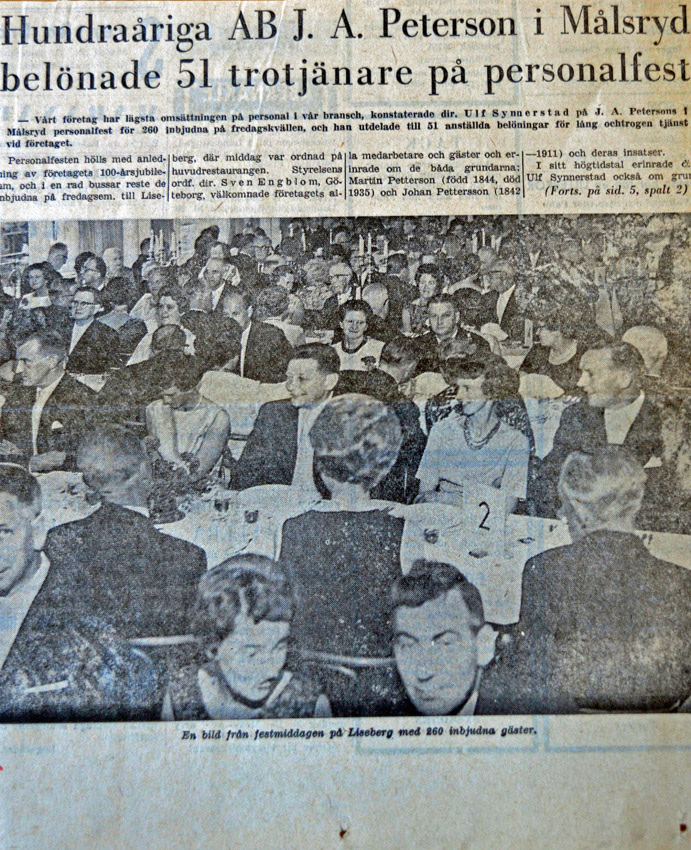 Hundraåriga AB J. A. Peterson i Målsryd
belönade 51 trotjänare på personalfest
— Vårt företag har lägsta omsättningen på personal i vår bransch, konstaterade dir. Ulf Synnerstad på J. A. Petersons i
Målsryd personalfest för 260 inbjudna på fredagskvällen, och han utdelade till 51 anställda belöningar för lång ochtrogen tjänst
vid företaget.
Personalfesten hölls med anled-
ning av företagets 100-årsjubile-
um, och i en rad bussar reste de
inbjudna på fredagsem. till Lise-
berg, där middag var ordnad på
huvudrestaurangen. Styrelsens
ordf. dir. Sven Engblom, Gö-
teborg, välkomnade företagets al-
la medarbetare och gäster och er-
inrade om de båda grundarna:
Martin Petterson (född 1844, död
1935) och Johan Pettersson (1842
—1911) och deras insatser.
I sitt högtidstal erinrade
Ulf Synnerstad också om
(Forts. på sid. 5, spalt 2)
2
En bild från festmiddagen på Liseberg med 260 inbjudna gäster.